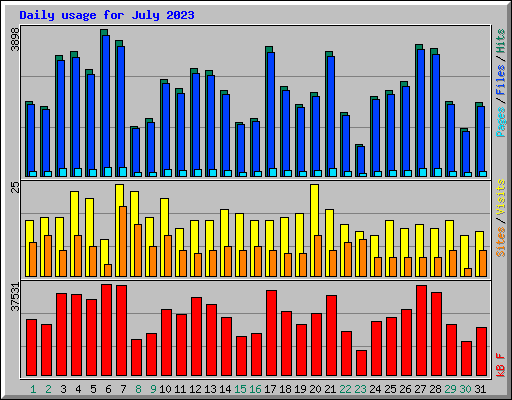 Daily usage for July 2023
3898
Pages / Files / Hits
25
Sites / Visits
37531
kB F
1 2 3 4 5 6 7 8 9 10 11 12 13 14 15 16 17 18 19 20 21 22 23 24 25 26 27 28 29 30 31